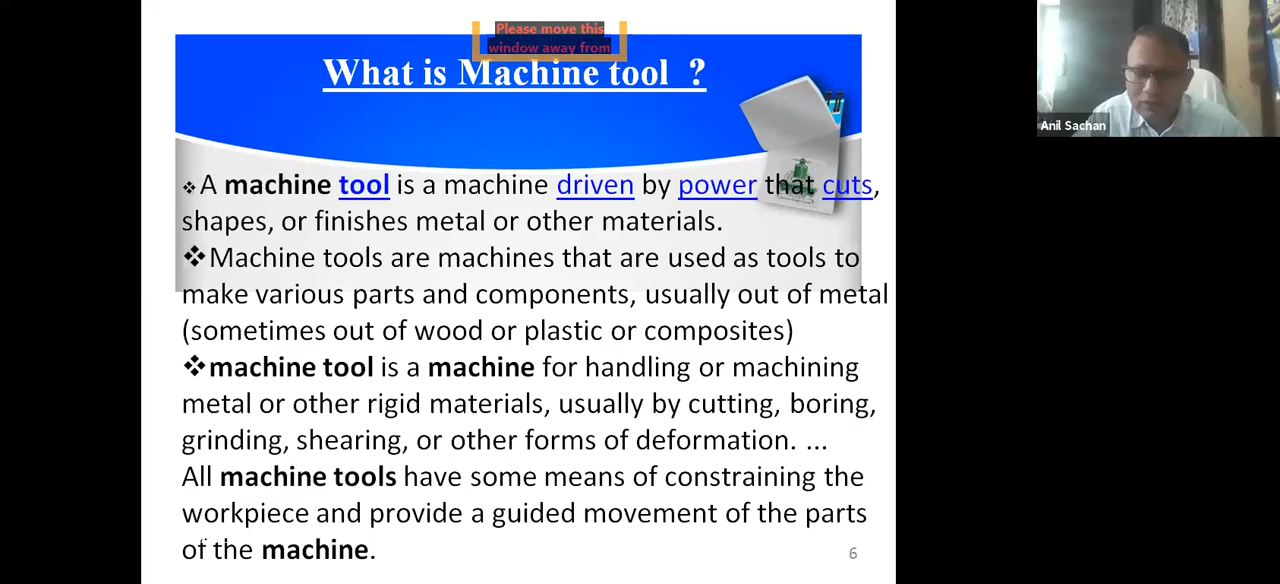 Please move this
window away from
What is Machine tool ?
❖A machine tool is a machine driven by power that cuts,
shapes, or finishes metal or other materials.
❖Machine tools are machines that are used as tools to
make various parts and components, usually out of metal
(sometimes out of wood or plastic or composites)
❖machine tool is a machine for handling or machining
metal or other rigid materials, usually by cutting, boring,
grinding, shearing, or other forms of deformation. ...
All machine tools have some means of constraining the
workpiece and provide a guided movement of the parts
of the machine.
6
Anil Sachan